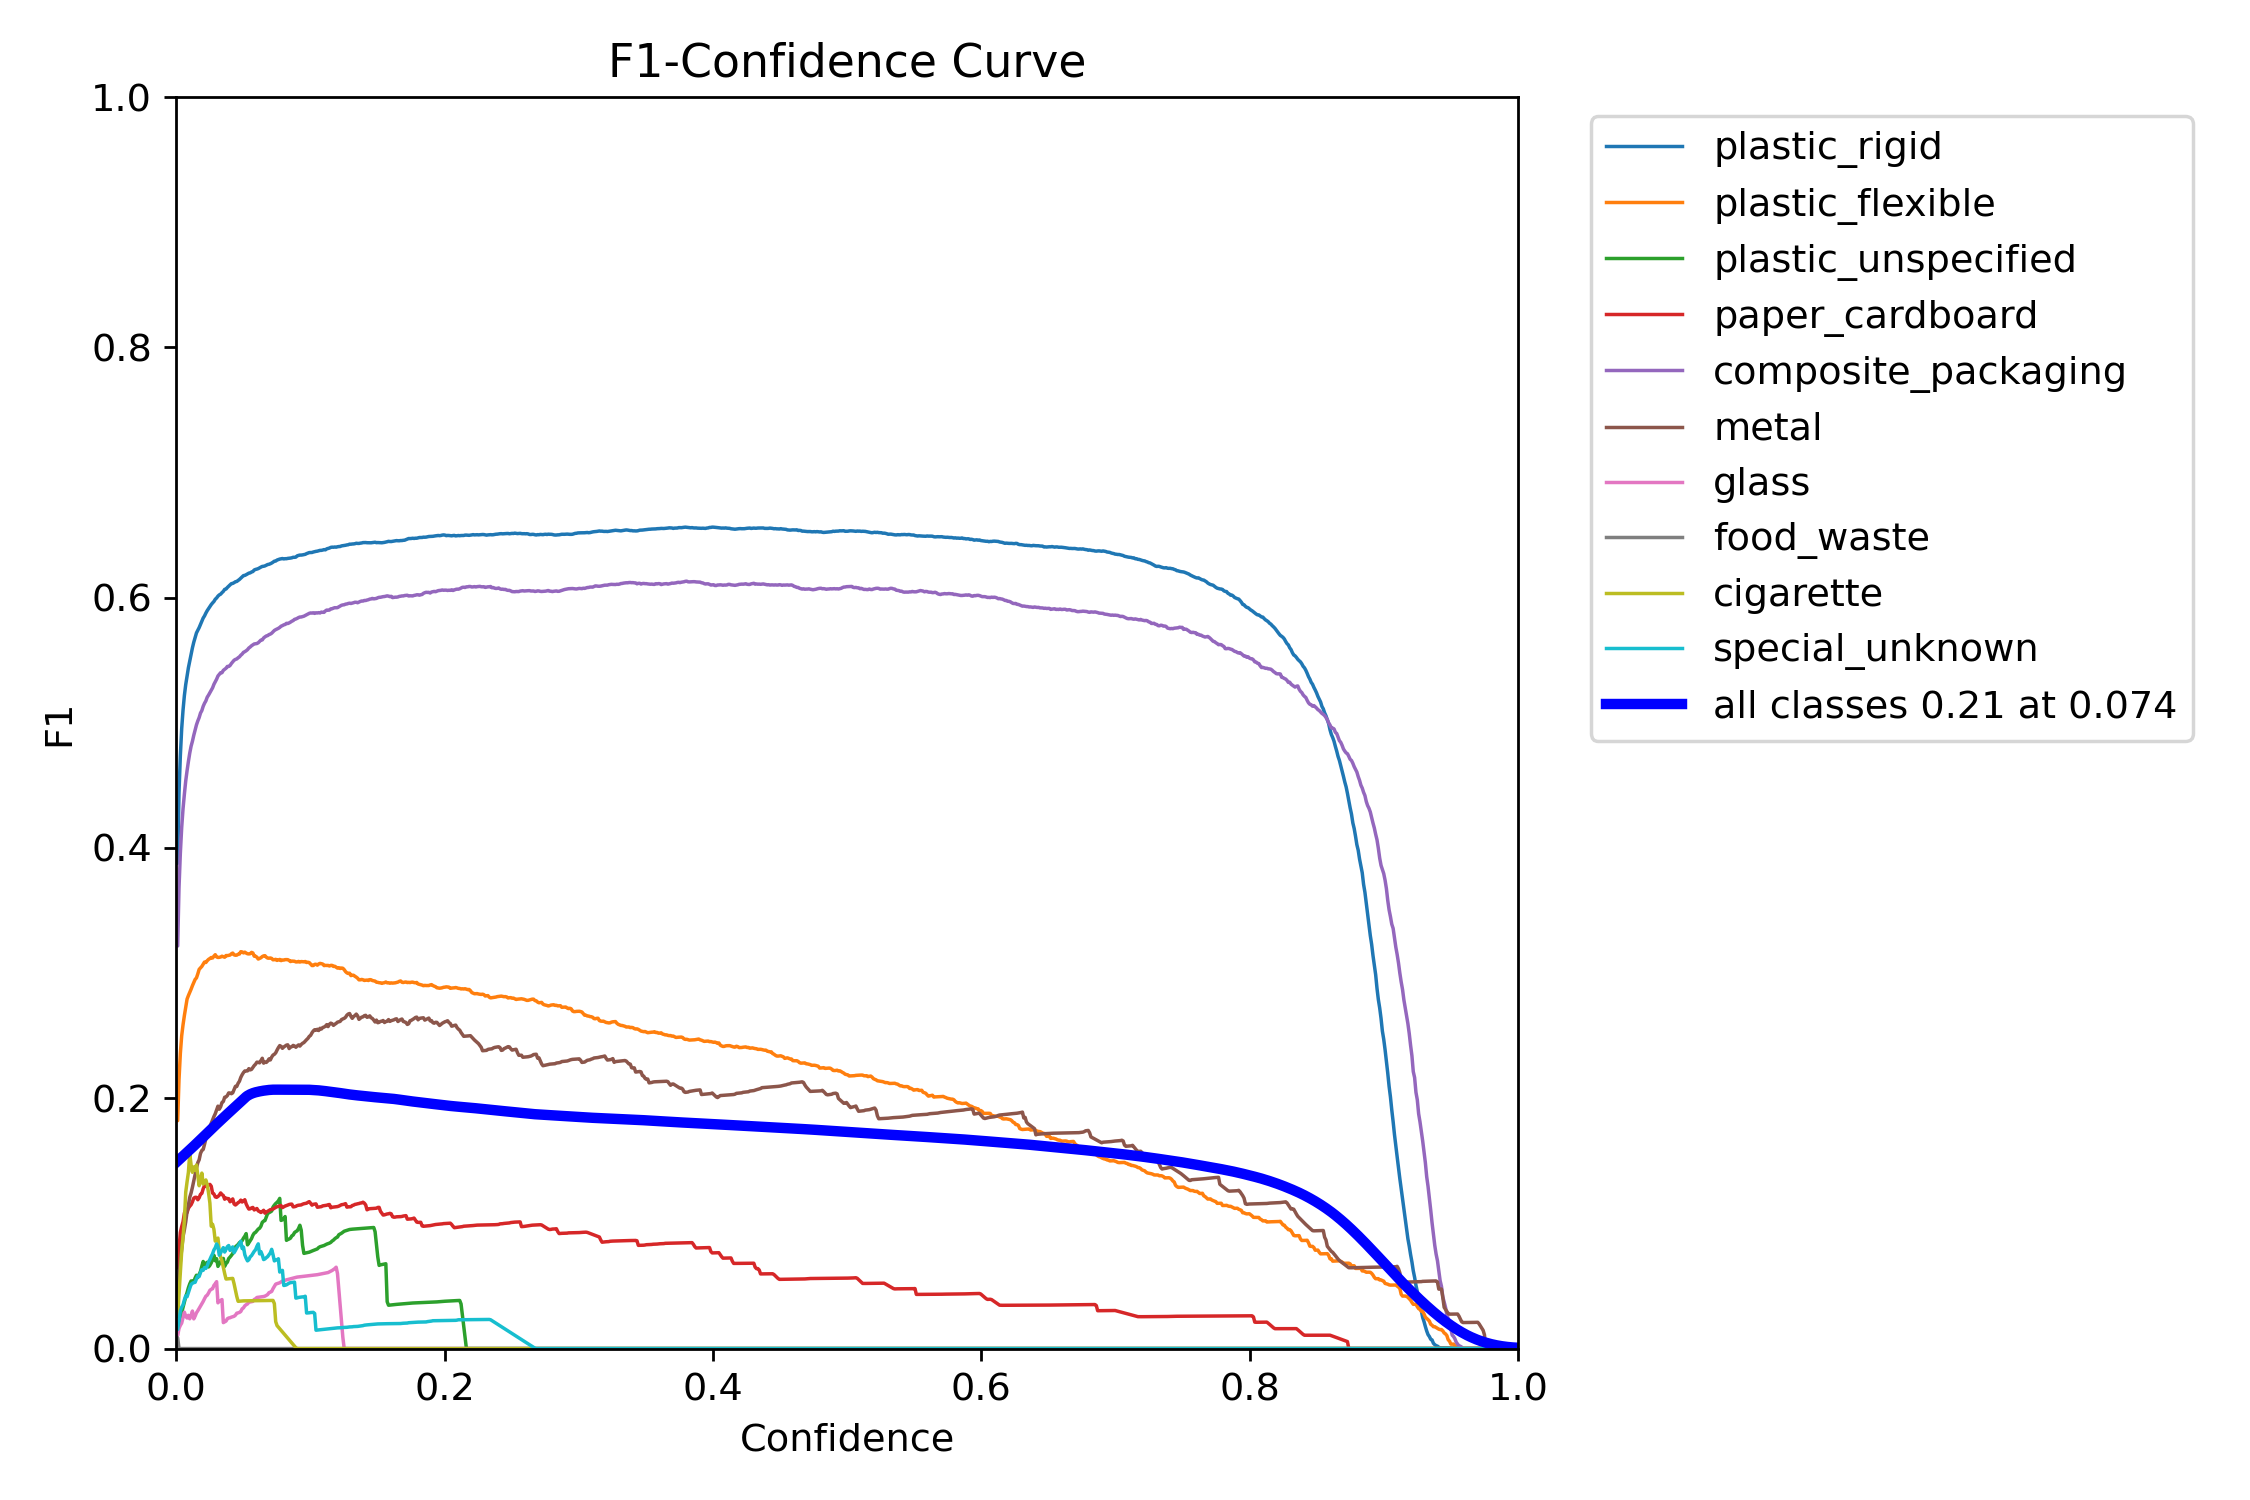 F1-Confidence Curve
1.0
0.8
0.6
0.4
0.2
0.0
F1
0.0 0.2 0.4 0.6 0.8 1.0
Confidence
plastic_rigid
plastic_flexible
plastic_unspecified
paper_cardboard
composite_packaging
metal
glass
food_waste
cigarette
special_unknown
all classes 0.21 at 0.074